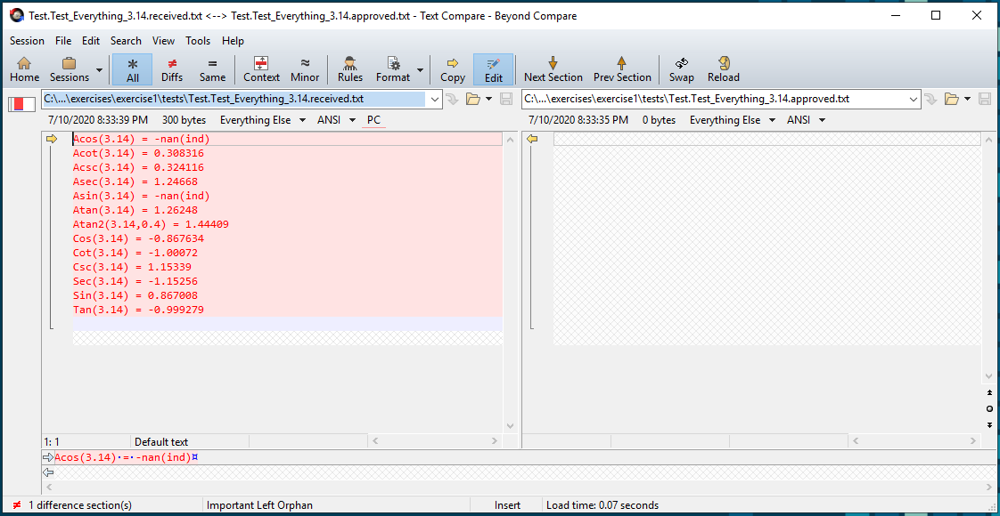 Test.Test_Everything_3.14.received.txt <--> Test.Test_Everything_3.14.approved.txt - Text Compare - Beyond Compare
Session File Edit Search View Tools Help
Home Sessions All Diffs Same Context Minor Rules Format Copy Edit Next Section Prev Section Swap Reload
C:\...\exercises\exercise1\tests\Test.Test_Everything_3.14.received.txt
C:\...\exercises\exercise1\tests\Test.Test_Everything_3.14.approved.txt
7/10/2020 8:33:39 PM 300 bytes Everything Else ANSI PC
7/10/2020 8:33:35 PM 0 bytes Everything Else ANSI
Acos(3.14) = -nan(ind)
Acot(3.14) = 0.308316
Acsc(3.14) = 0.324116
Asec(3.14) = 1.24668
Asin(3.14) = -nan(ind)
Atan(3.14) = 1.26248
Atan2(3.14,0.4) = 1.44409
Cos(3.14) = -0.867634
Cot(3.14) = -1.00072
Csc(3.14) = 1.15339
Sec(3.14) = -1.15256
Sin(3.14) = 0.867008
Tan(3.14) = -0.999279
1: 1 Default text
Acos(3.14)·=·-nan(ind)¤
1 difference section(s) Important Left Orphan Insert Load time: 0.07 seconds